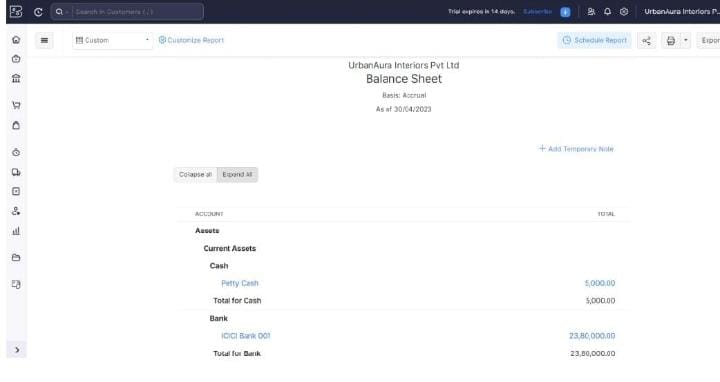 Search in Customers ( / )
Trial expires in 14 days. Subscribe
UrbanAura Interiors P...
Custom
Customize Report
Schedule Report
Expor
UrbanAura Interiors Pvt Ltd
Balance Sheet
Basis: Accrual
As of 30/04/2023
+ Add Temporary Note
Collapse all Expand All
ACCOUNT TOTAL
Assets
Current Assets
Cash
Petty Cash 5,000.00
Total for Cash 5,000.00
Bank
ICICI Bank 001 23,80,000.00
Total for Bank 23,80,000.00